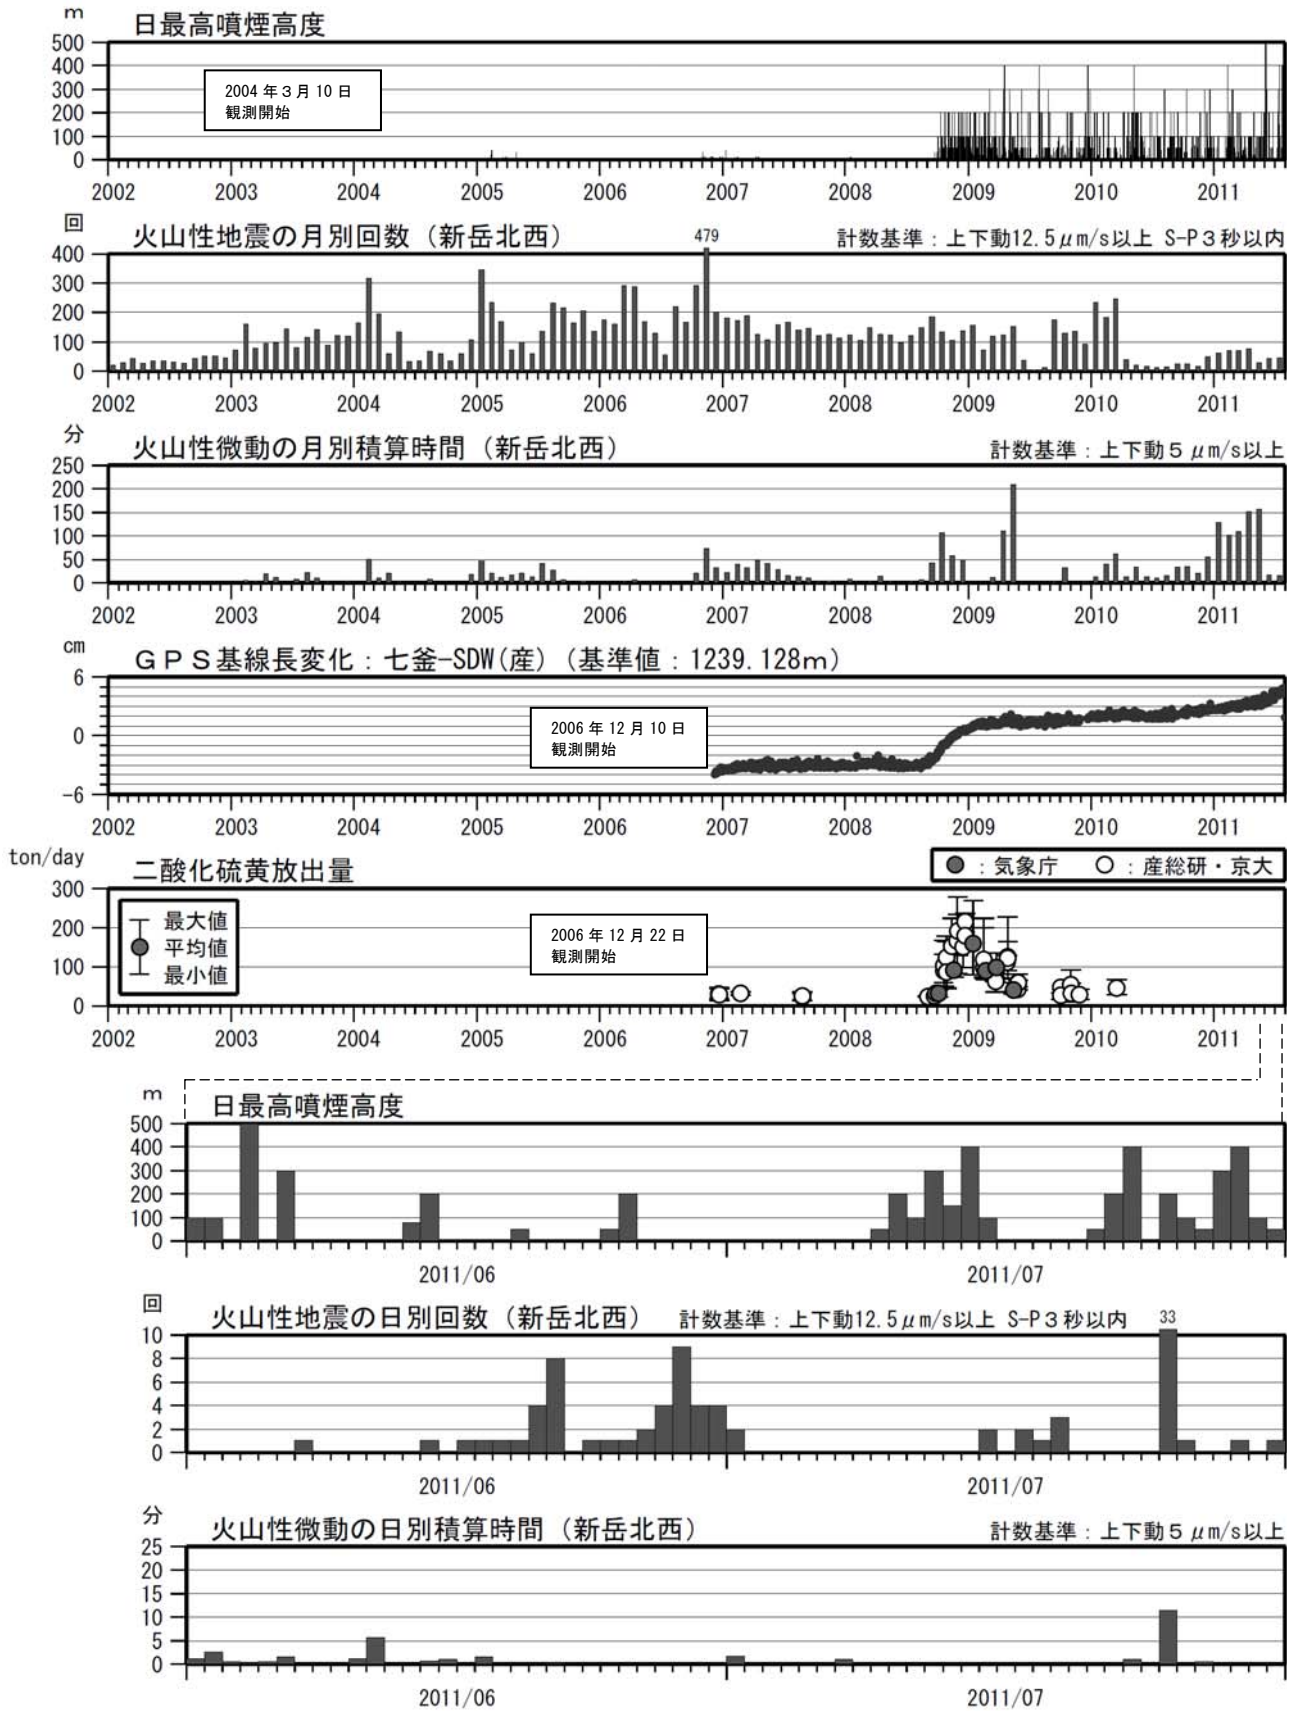 m
日最高噴煙高度
500
400
300
200
100
0
2004年3月10日
観測開始
2002 2003 2004 2005 2006 2007 2008 2009 2010 2011
回
火山性地震の月別回数（新岳北西）
479
計数基準：上下動12.5μm/s以上 S-P３秒以内
400
300
200
100
0
2002 2003 2004 2005 2006 2007 2008 2009 2010 2011
分
火山性微動の月別積算時間（新岳北西）
計数基準：上下動５μm/s以上
250
200
150
100
50
0
2002 2003 2004 2005 2006 2007 2008 2009 2010 2011
cm
ＧＰＳ基線長変化：七釜-SDW(産)（基準値：1239.128m）
6
0
-6
2006年12月10日
観測開始
2002 2003 2004 2005 2006 2007 2008 2009 2010 2011
ton/day
二酸化硫黄放出量
：気象庁 ：産総研・京大
300
200
100
0
最大値
平均値
最小値
2006年12月22日
観測開始
2002 2003 2004 2005 2006 2007 2008 2009 2010 2011
m
日最高噴煙高度
500
400
300
200
100
0
2011/06 2011/07
回
火山性地震の日別回数（新岳北西）
計数基準：上下動12.5μm/s以上 S-P３秒以内
33
10
8
6
4
2
0
2011/06 2011/07
分
火山性微動の日別積算時間（新岳北西）
計数基準：上下動５μm/s以上
25
20
15
10
5
0
2011/06 2011/07